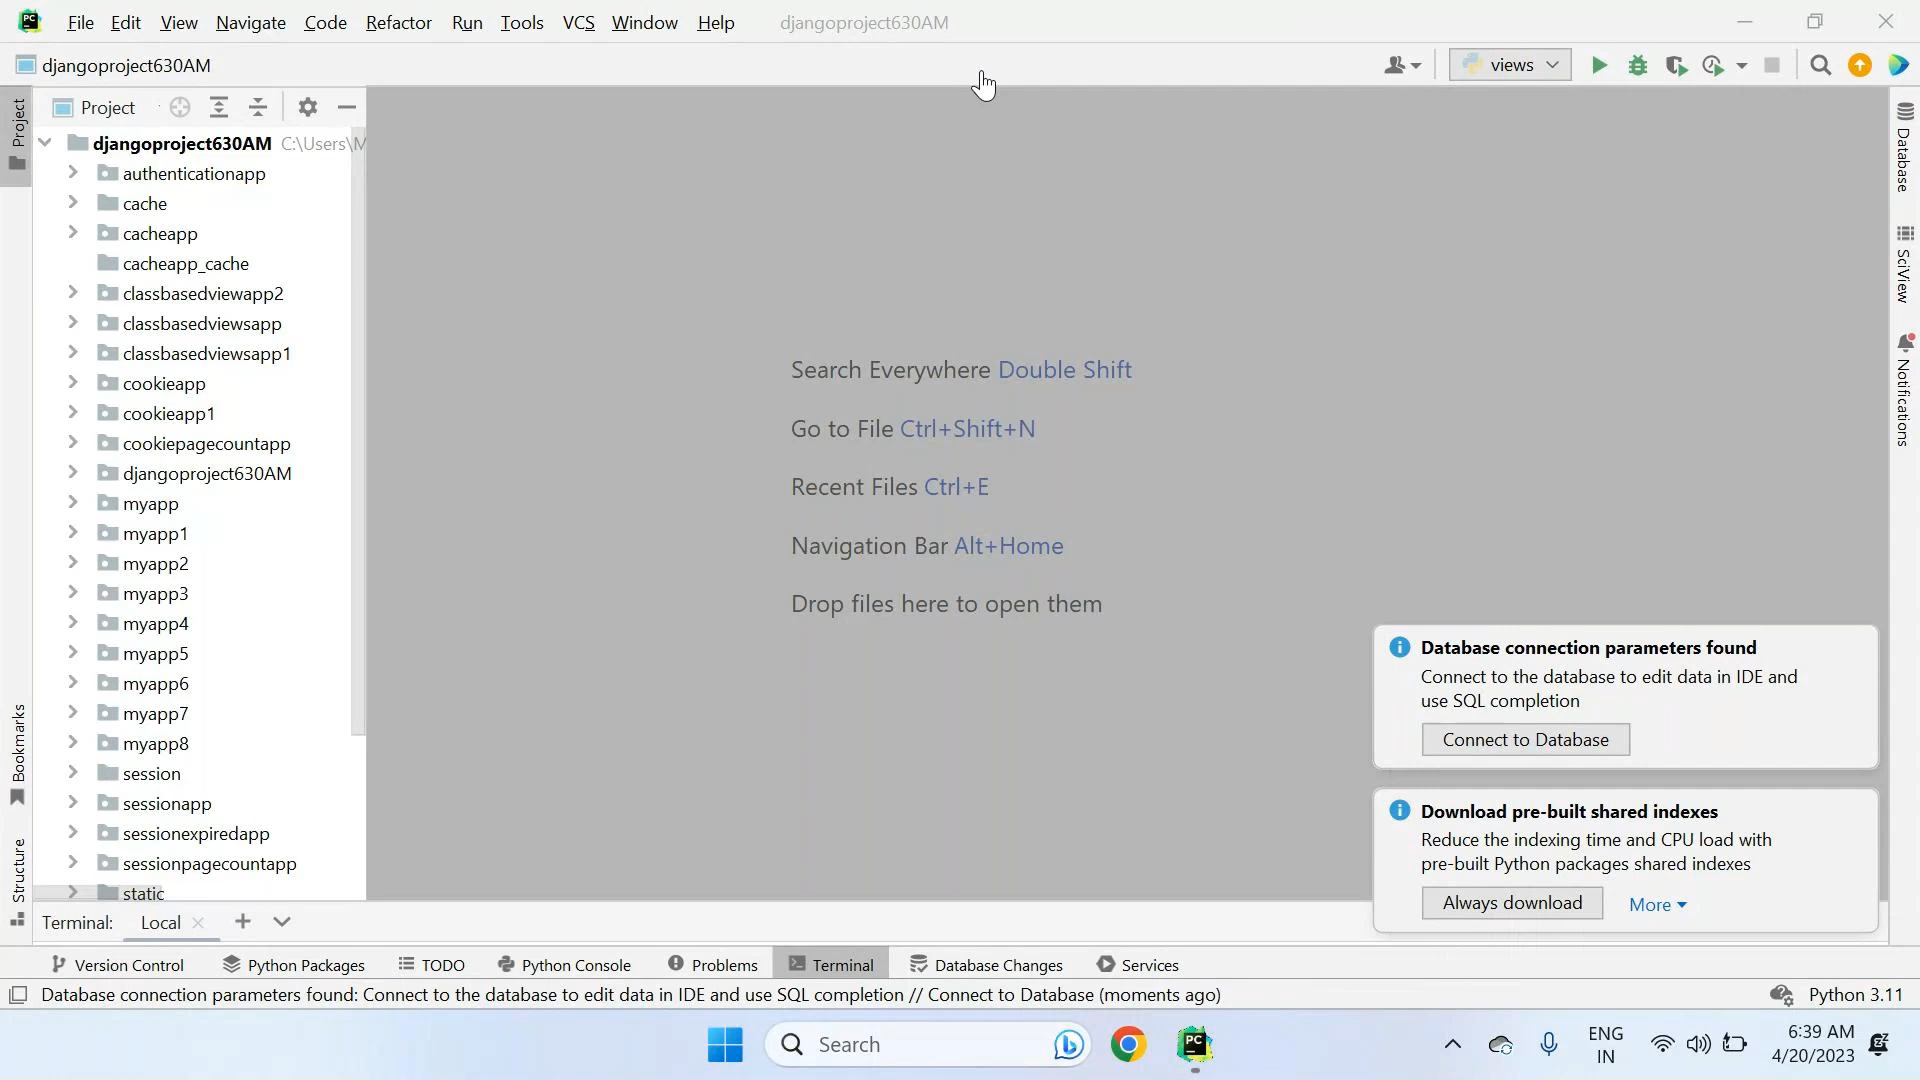 PC File Edit View Navigate Code Refactor Run Tools VCS Window Help djangoproject630AM
djangoproject630AM
views
Project
Project
djangoproject630AM C:\Users\M
authenticationapp
cache
cacheapp
cacheapp_cache
classbasedviewapp2
classbasedviewsapp
classbasedviewsapp1
cookieapp
cookieapp1
cookiepagecountapp
djangoproject630AM
myapp
myapp1
myapp2
myapp3
myapp4
myapp5
myapp6
myapp7
myapp8
session
sessionapp
sessionexpiredapp
sessionpagecountapp
static
Bookmarks
Structure
Search Everywhere Double Shift
Go to File Ctrl+Shift+N
Recent Files Ctrl+E
Navigation Bar Alt+Home
Drop files here to open them
Database
SciView
Notifications
Database connection parameters found
Connect to the database to edit data in IDE and
use SQL completion
Connect to Database
Download pre-built shared indexes
Reduce the indexing time and CPU load with
pre-built Python packages shared indexes
Always download More
Terminal: Local
Version Control Python Packages TODO Python Console Problems Terminal Database Changes Services
Database connection parameters found: Connect to the database to edit data in IDE and use SQL completion // Connect to Database (moments ago) Python 3.11
Search
PC
ENG
IN
6:39 AM
4/20/2023